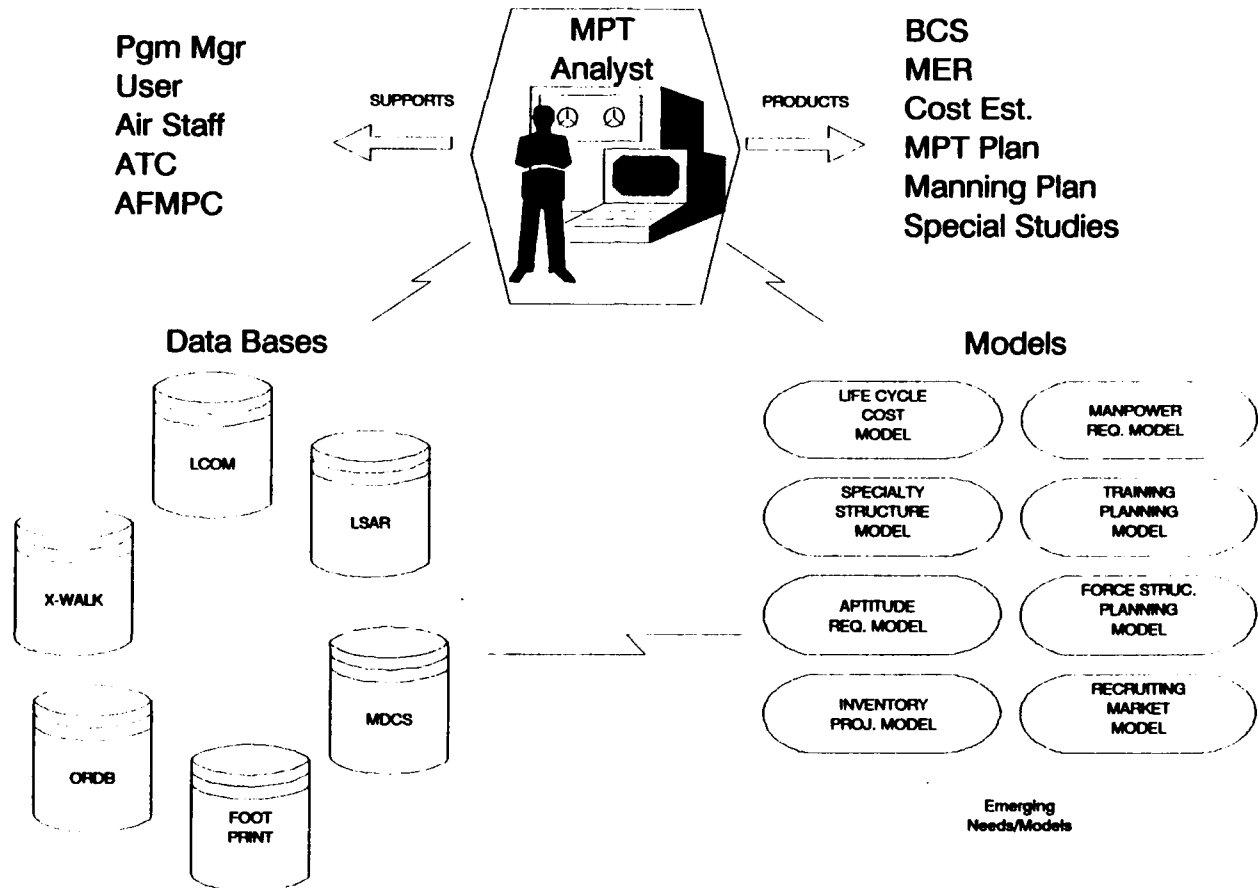 Pgm Mgr
User
Air Staff
ATC
AFMPC
SUPPORTS
MPT
Analyst
PRODUCTS
BCS
MER
Cost Est.
MPT Plan
Manning Plan
Special Studies
Data Bases
LCOM
LSAR
X-WALK
MDCS
ORDB
FOOT
PRINT
Models
LIFE CYCLE
COST
MODEL
MANPOWER
REQ. MODEL
SPECIALTY
STRUCTURE
MODEL
TRAINING
PLANNING
MODEL
APTITUDE
REQ. MODEL
FORCE STRUC.
PLANNING
MODEL
INVENTORY
PROJ. MODEL
RECRUITING
MARKET
MODEL
Emerging
Needs/Models